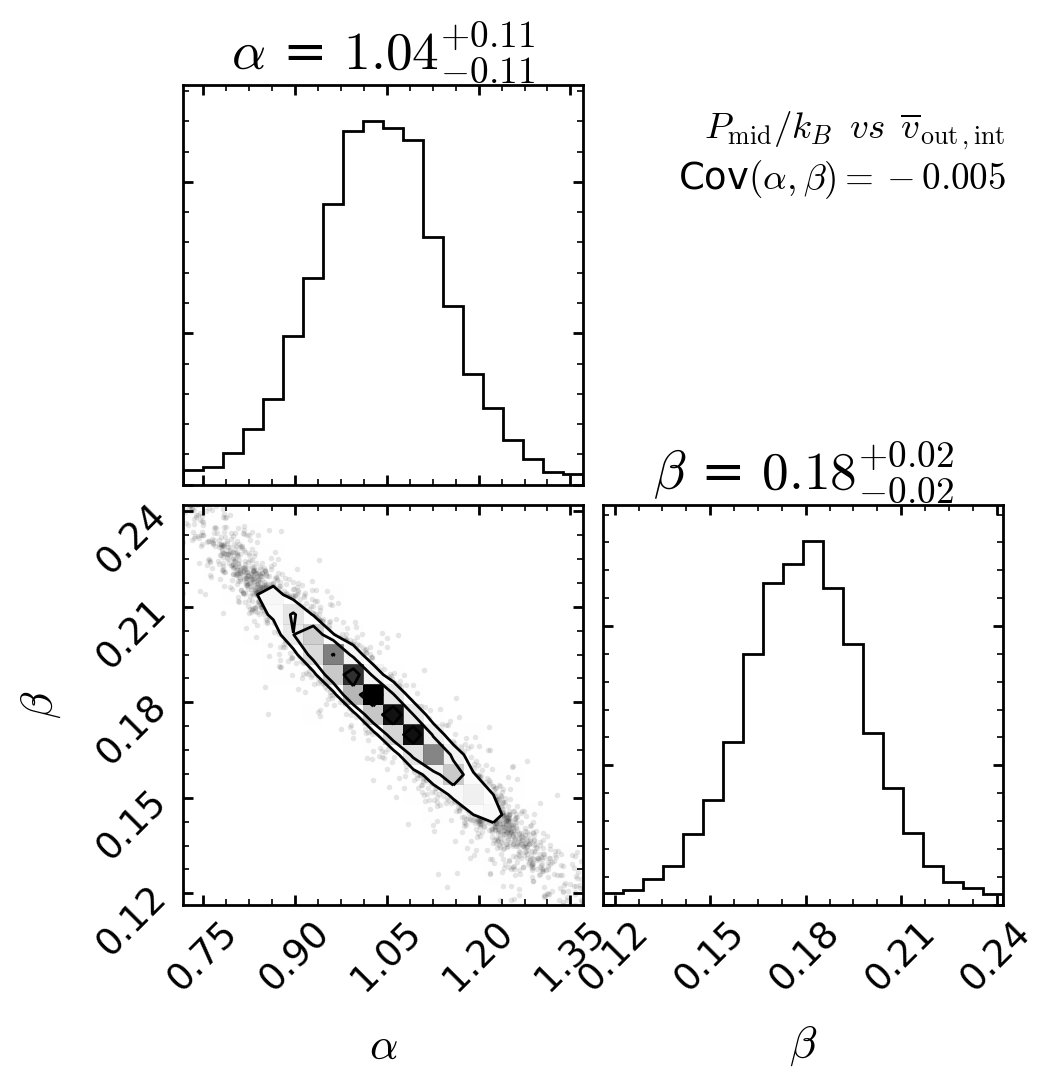 α = 1.04 +0.11 −0.11
P_mid/k_B vs v̅_out, int
Cov(α, β) = −0.005
β = 0.18 +0.02 −0.02
0.24
0.21
0.18
0.15
0.12
β
0.75 0.90 1.05 1.20 1.35
0.12 0.15 0.18 0.21 0.24
α
β